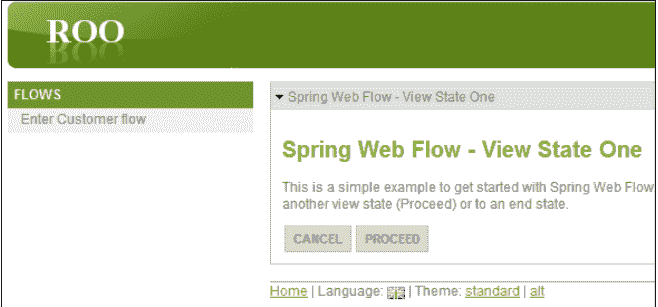 ROO
FLOWS
Enter Customer flow
Spring Web Flow - View State One
Spring Web Flow - View State One
This is a simple example to get started with Spring Web Flow
another view state (Proceed) or to an end state.
CANCEL PROCEED
Home | Language: | Theme: standard | alt